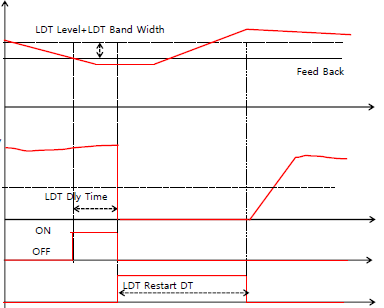 LDT Level+LDT Band Width
Feed Back
LDT Dly Time
ON
OFF
LDT Restart DT